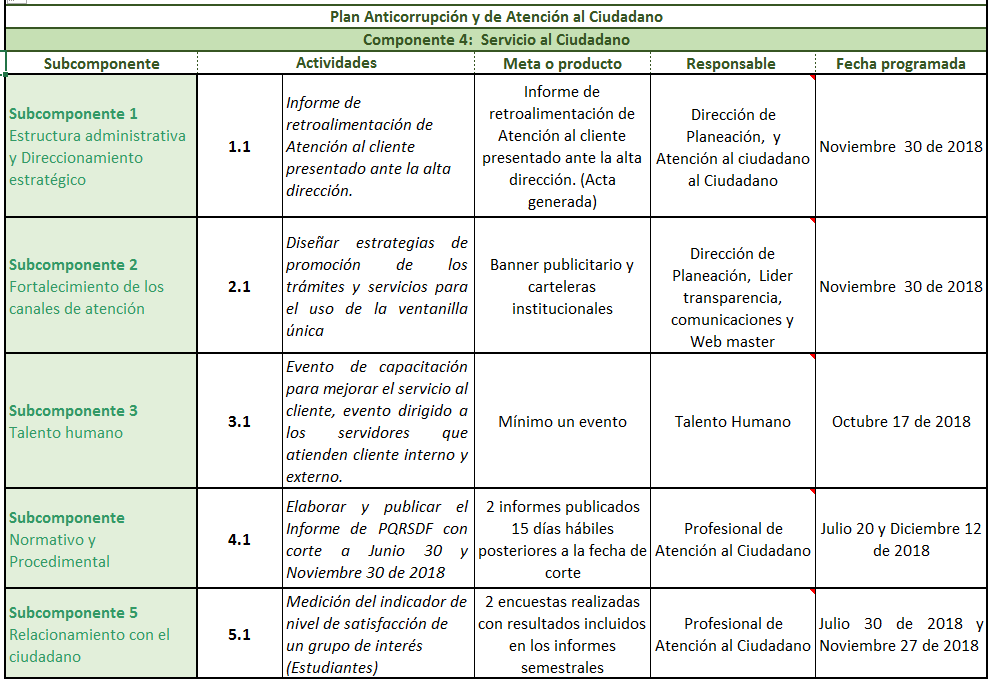 Plan Anticorrupción y de Atención al Ciudadano
Componente 4: Servicio al Ciudadano
Subcomponente
Actividades
Meta o producto
Responsable
Fecha programada
Subcomponente 1
Estructura administrativa
y Direccionamiento
estratégico
1.1
Informe de
retroalimentación de
Atención al cliente
presentado ante la alta
dirección.
Informe de
retroalimentación de
Atención al cliente
presentado ante la alta
dirección. (Acta
generada)
Dirección de
Planeación, y
Atención al ciudadano
al Ciudadano
Noviembre 30 de 2018
Subcomponente 2
Fortalecimiento de los
canales de atención
2.1
Diseñar estrategias de
promoción de los
trámites y servicios para
el uso de la ventanilla
única
Banner publicitario y
carteleras
institucionales
Dirección de
Planeación, Lider
transparencia,
comunicaciones y
Web master
Noviembre 30 de 2018
Subcomponente 3
Talento humano
3.1
Evento de capacitación
para mejorar el servicio al
cliente, evento dirigido a
los servidores que
atienden cliente interno y
externo.
Mínimo un evento
Talento Humano
Octubre 17 de 2018
Subcomponente
Normativo y
Procedimental
4.1
Elaborar y publicar el
Informe de PQRSDF con
corte a Junio 30 y
Noviembre 30 de 2018
2 informes publicados
15 días hábiles
posteriores a la fecha de
corte
Profesional de
Atención al Ciudadano
Julio 20 y Diciembre 12
de 2018
Subcomponente 5
Relacionamiento con el
ciudadano
5.1
Medición del indicador de
nivel de satisfacción de
un grupo de interés
(Estudiantes)
2 encuestas realizadas
con resultados incluidos
en los informes
semestrales
Profesional de
Atención al Ciudadano
Julio 30 de 2018 y
Noviembre 27 de 2018